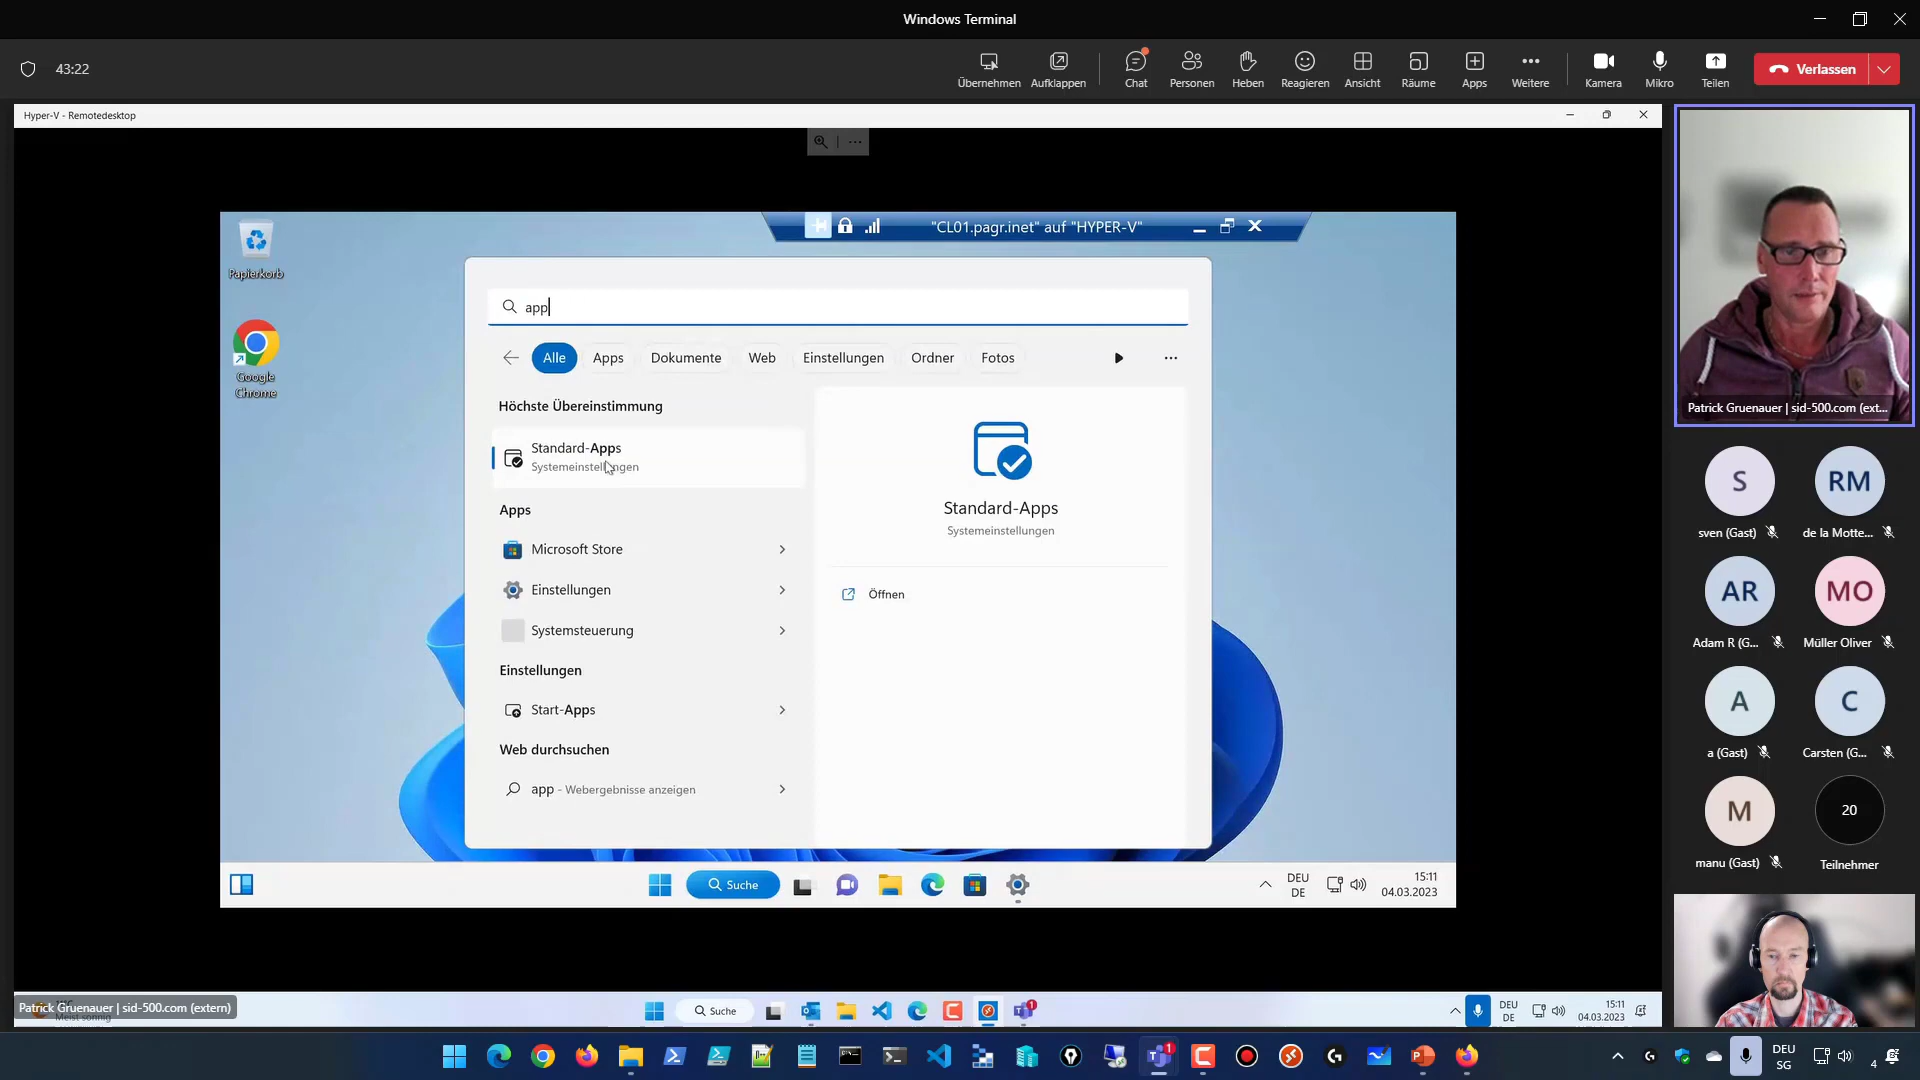 Windows Terminal
43:22
Übernehmen
Aufklappen
Chat
Personen
Heben
Reagieren
Ansicht
Räume
Apps
Weitere
Kamera
Mikro
Teilen
Verlassen
Hyper-V - Remotedesktop
"CL01.pagr.inet" auf "HYPER-V"
Papierkorb
Google
Chrome
app
Alle
Apps
Dokumente
Web
Einstellungen
Ordner
Fotos
Höchste Übereinstimmung
Standard-Apps
Systemeinstellungen
Apps
Microsoft Store
Einstellungen
Systemsteuerung
Einstellungen
Start-Apps
Web durchsuchen
app - Webergebnisse anzeigen
Standard-Apps
Systemeinstellungen
Öffnen
Suche
DEU
DE
15:11
04.03.2023
Patrick Gruenauer | sid-500.com (ext...
S
RM
sven (Gast)
de la Motte...
AR
MO
Adam R (G...
Müller Oliver
A
C
a (Gast)
Carsten (G...
M
20
manu (Gast)
Teilnehmer
Patrick Gruenauer | sid-500.com (extern)
Meist sonnig
Suche
1
DEU
DE
15:11
04.03.2023
1
DEU
SG
4